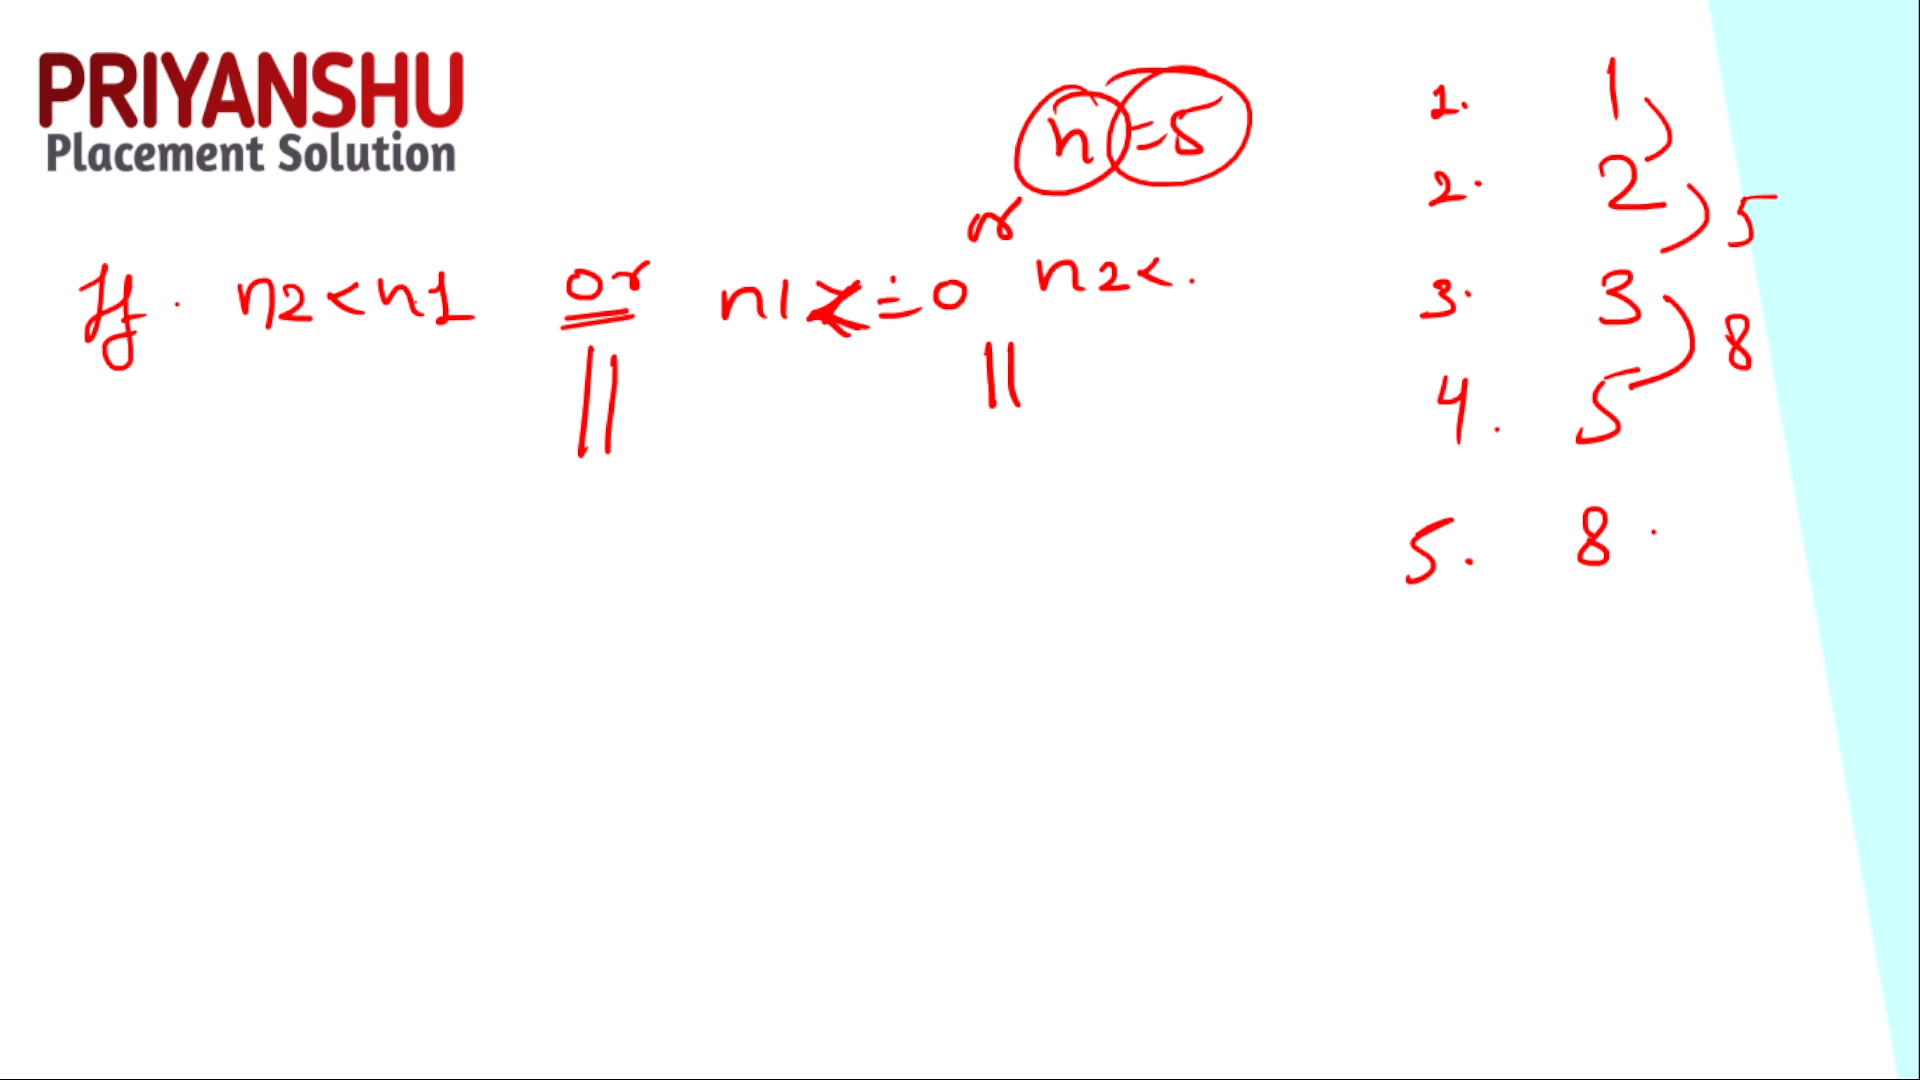 PRIYANSHU
Placement Solution
n = 5
or
If. n2 < n1 or n1 <= 0 n2 <.
|| ||
1. 1
2. 2
5
3. 3
8
4. 5
5. 8.